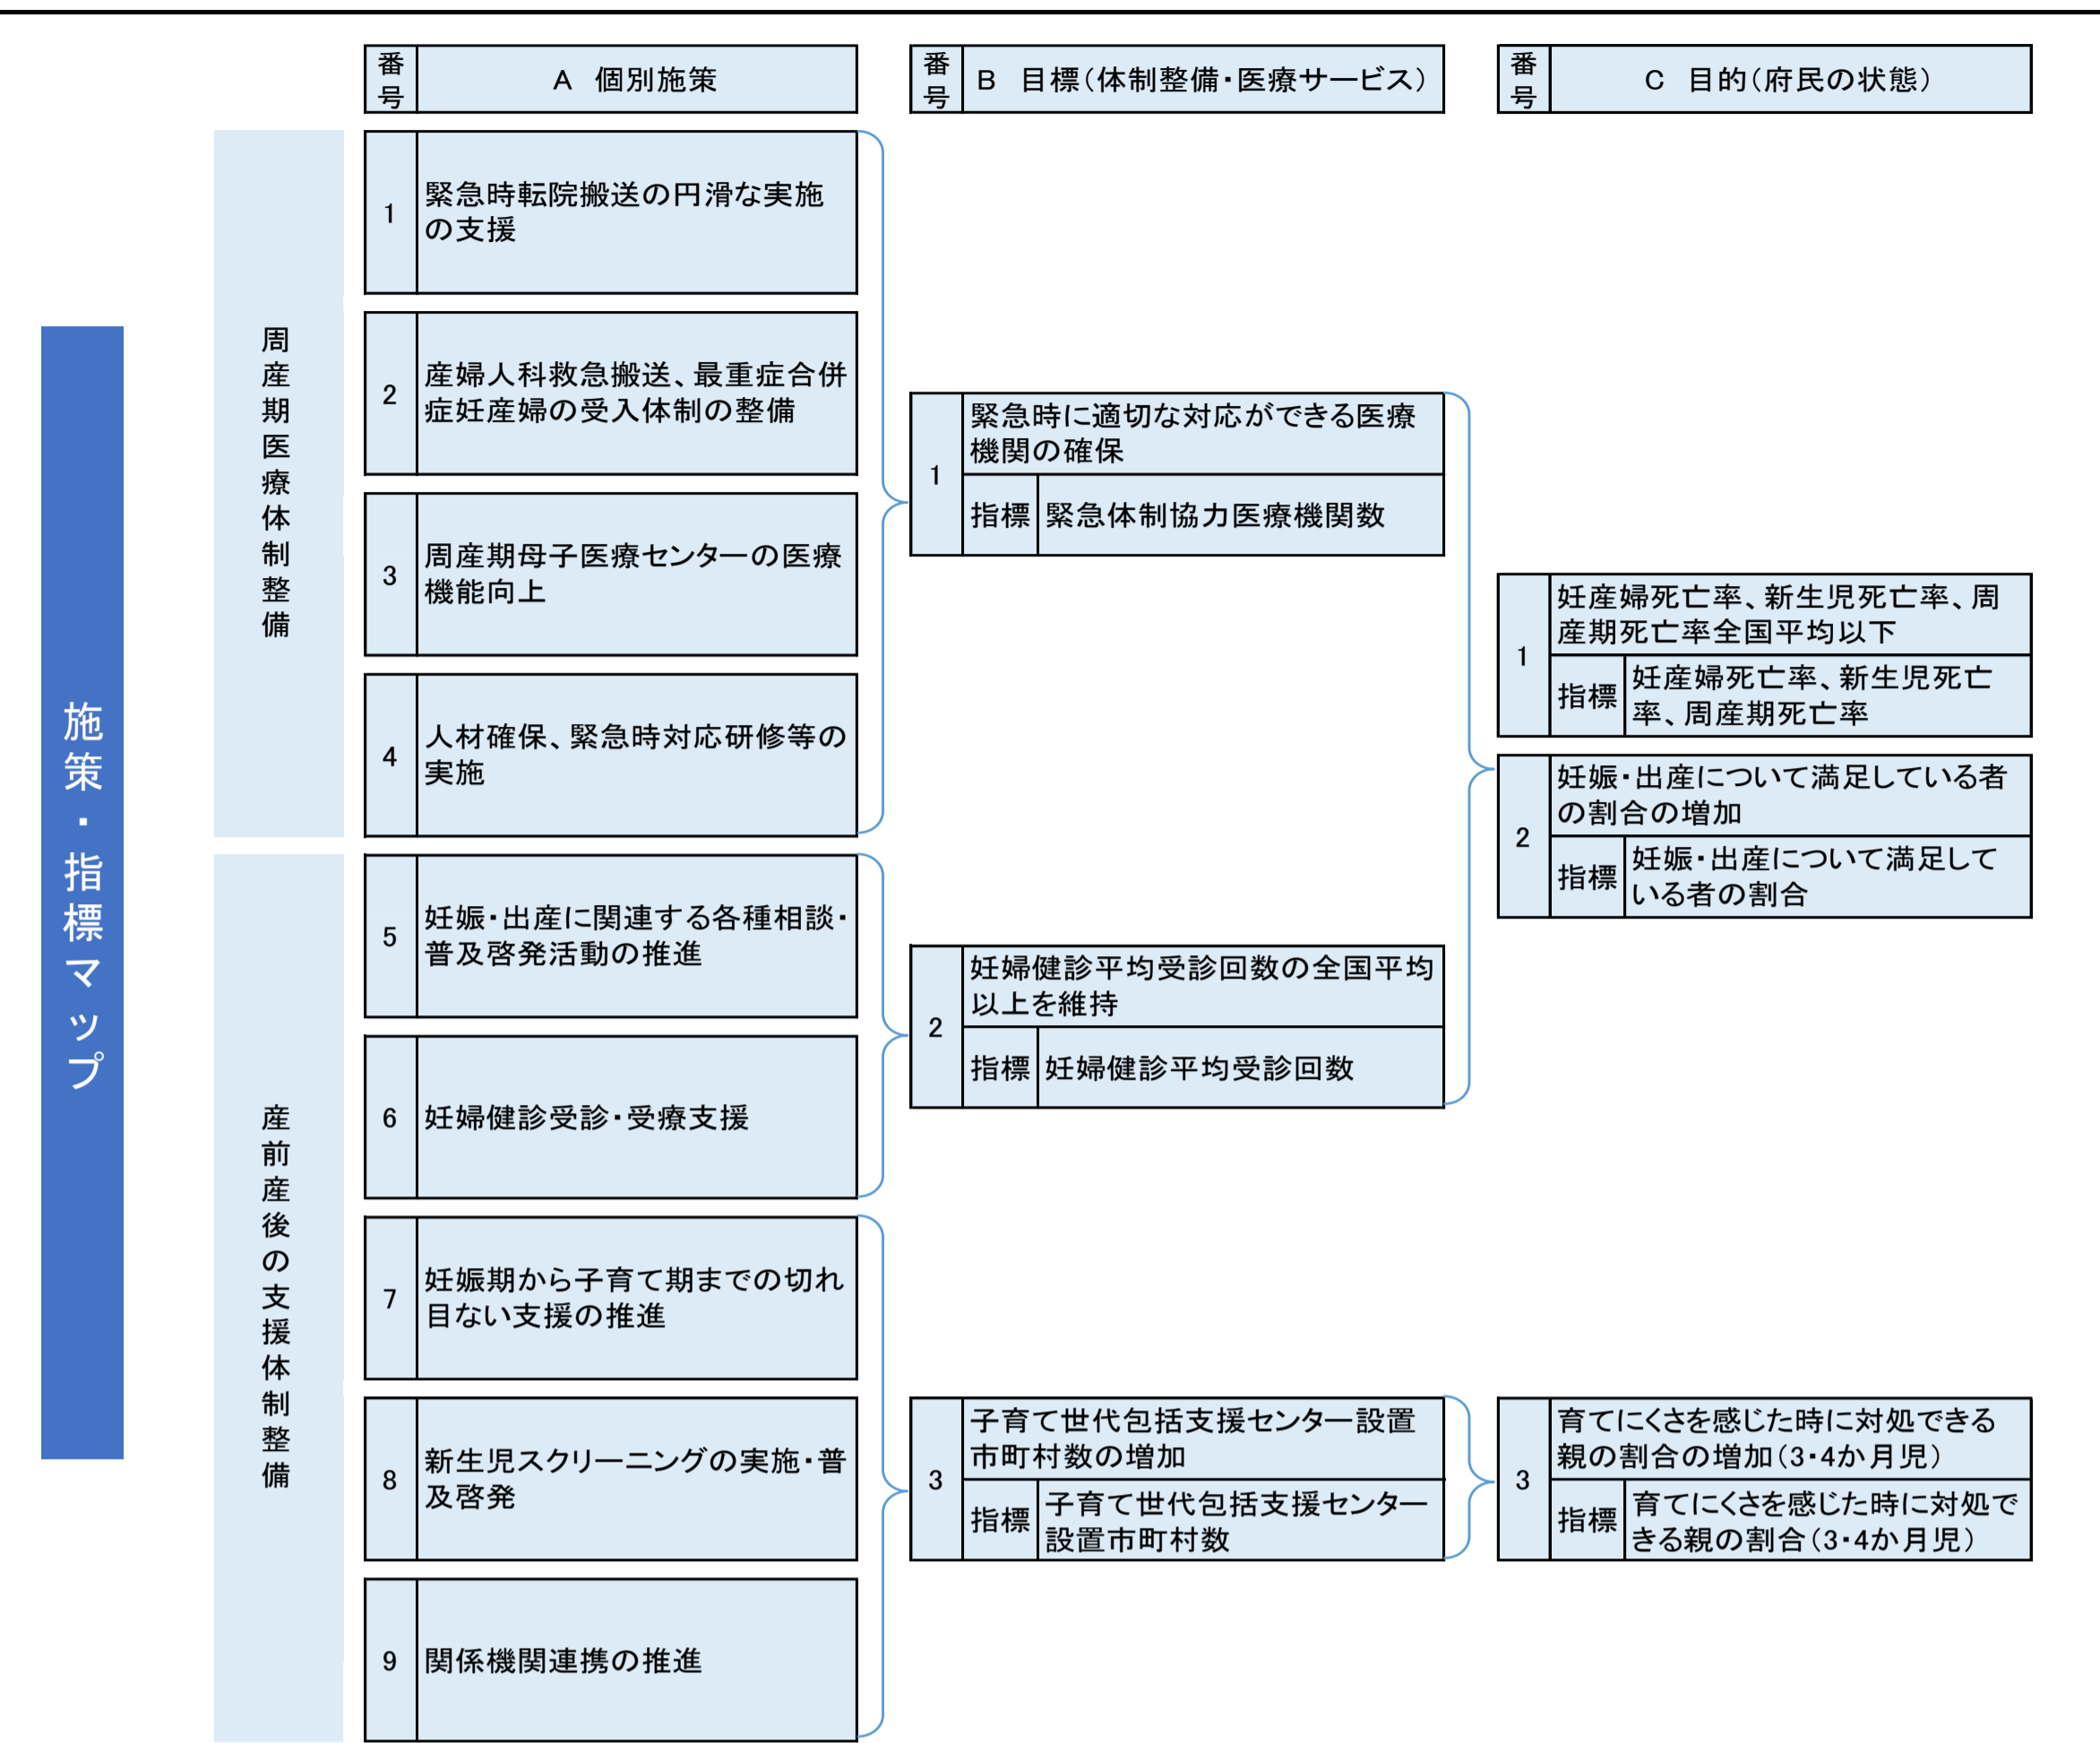 施策・指標マップ
番号
A 個別施策
番号
B 目標（体制整備・医療サービス）
番号
C 目的（府民の状態）
周産期医療体制整備
1
緊急時転院搬送の円滑な実施
の支援
2
産婦人科救急搬送、最重症合併
症妊産婦の受入体制の整備
3
周産期母子医療センターの医療
機能向上
4
人材確保、緊急時対応研修等の
実施
産前産後の支援体制整備
5
妊娠・出産に関連する各種相談・
普及啓発活動の推進
6
妊婦健診受診・受療支援
7
妊娠期から子育て期までの切れ
目ない支援の推進
8
新生児スクリーニングの実施・普
及啓発
9
関係機関連携の推進
1
緊急時に適切な対応ができる医療
機関の確保
指標
緊急体制協力医療機関数
2
妊婦健診平均受診回数の全国平均
以上を維持
指標
妊婦健診平均受診回数
3
子育て世代包括支援センター設置
市町村数の増加
指標
子育て世代包括支援センター
設置市町村数
1
妊産婦死亡率、新生児死亡率、周
産期死亡率全国平均以下
指標
妊産婦死亡率、新生児死亡
率、周産期死亡率
2
妊娠・出産について満足している者
の割合の増加
指標
妊娠・出産について満足して
いる者の割合
3
育てにくさを感じた時に対処できる
親の割合の増加（3・4か月児）
指標
育てにくさを感じた時に対処で
きる親の割合（3・4か月児）